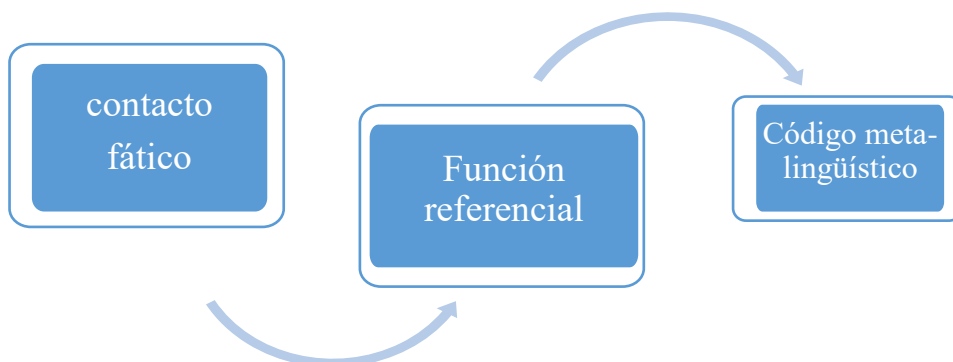 contacto
fático
Función
referencial
Código meta-
lingüístico